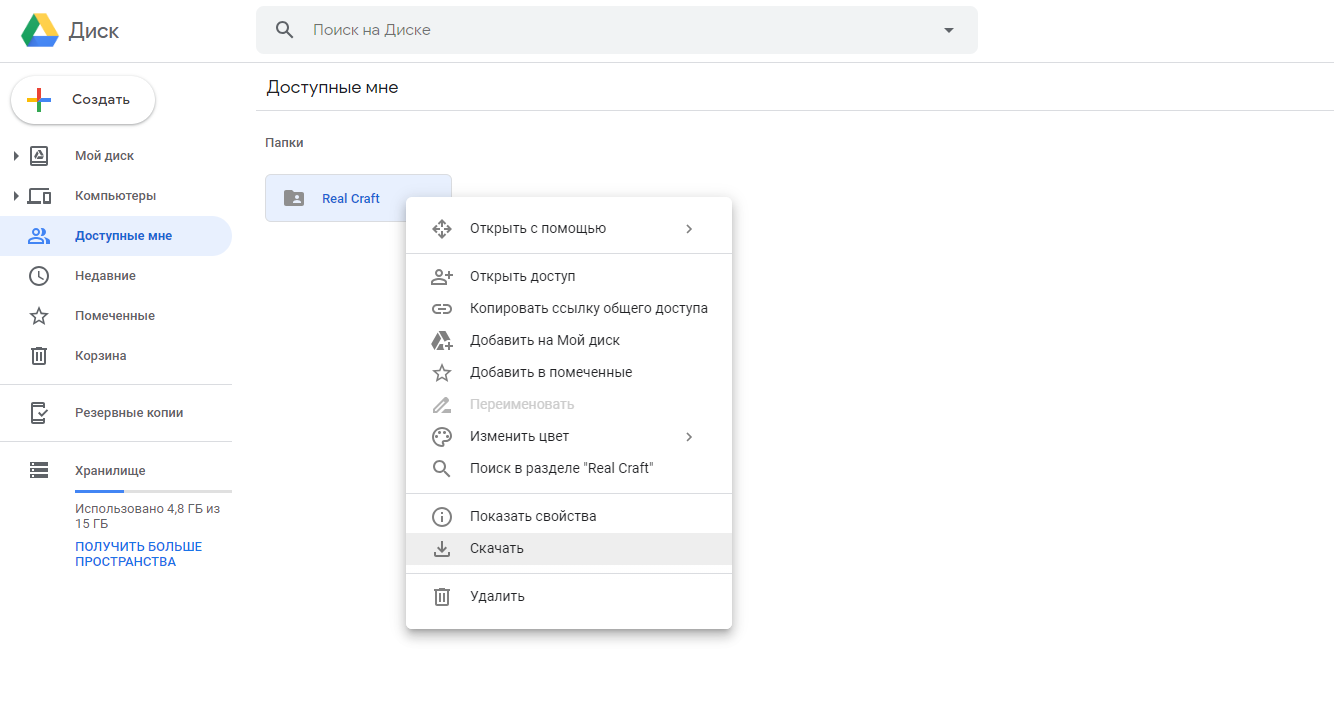 Диск
Поиск на Диске
Создать
Мой диск
Компьютеры
Доступные мне
Недавние
Помеченные
Корзина
Резервные копии
Хранилище
Использовано 4,8 ГБ из
15 ГБ
ПОЛУЧИТЬ БОЛЬШЕ
ПРОСТРАНСТВА
Доступные мне
Папки
Real Craft
Открыть с помощью
Открыть доступ
Копировать ссылку общего доступа
Добавить на Мой диск
Добавить в помеченные
Переименовать
Изменить цвет
Поиск в разделе "Real Craft"
Показать свойства
Скачать
Удалить